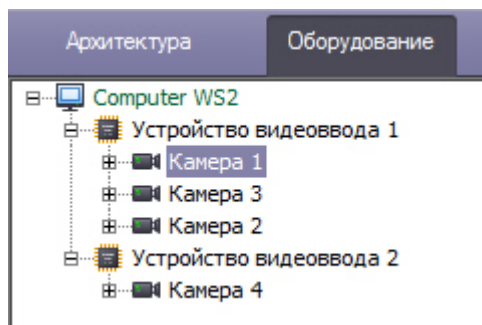 Архитектура Оборудование
Computer WS2
Устройство видеоввода 1
Камера 1
Камера 3
Камера 2
Устройство видеоввода 2
Камера 4